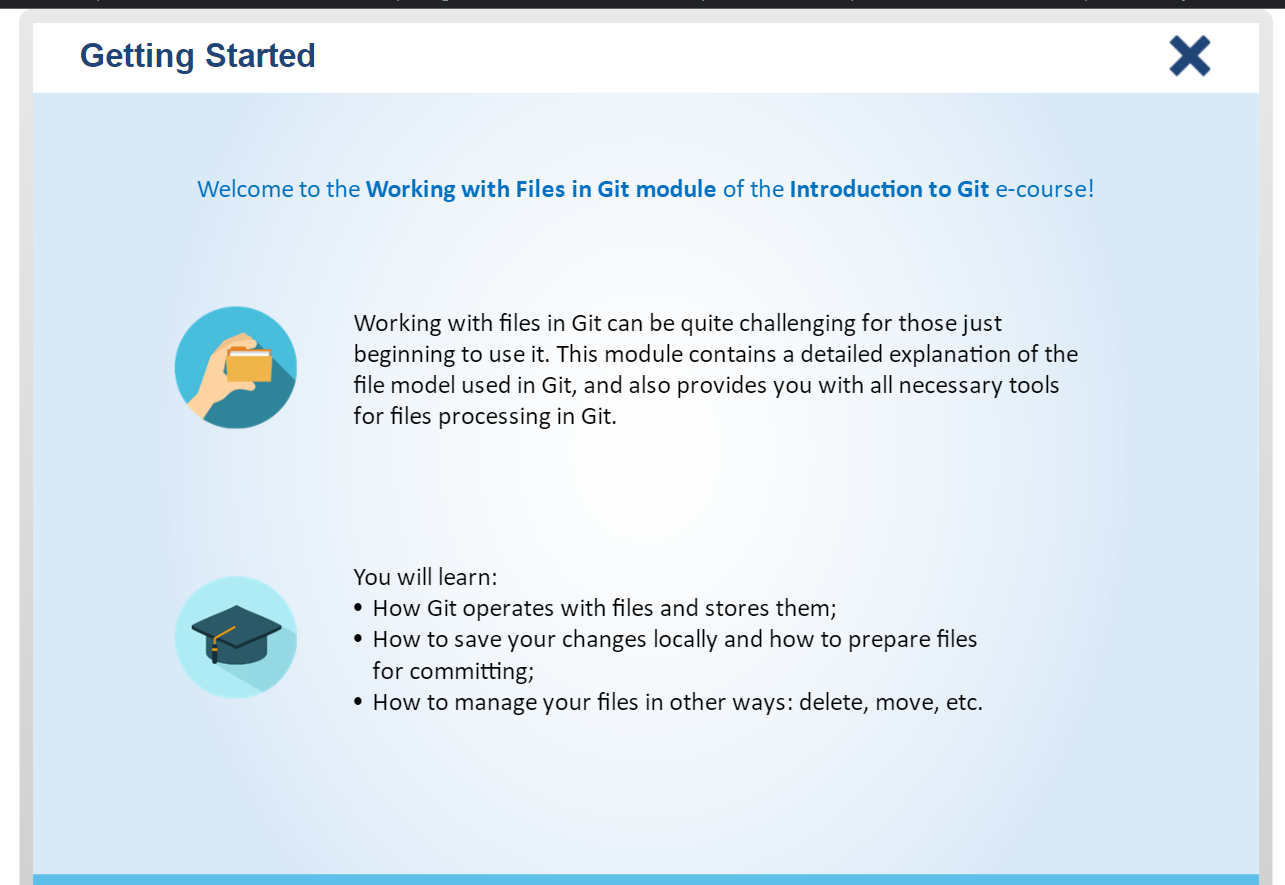 Getting Started
Welcome to the Working with Files in Git module of the Introduction to Git e-course!
Working with files in Git can be quite challenging for those just
beginning to use it. This module contains a detailed explanation of the
file model used in Git, and also provides you with all necessary tools
for files processing in Git.
You will learn:
• How Git operates with files and stores them;
• How to save your changes locally and how to prepare files
for committing;
• How to manage your files in other ways: delete, move, etc.